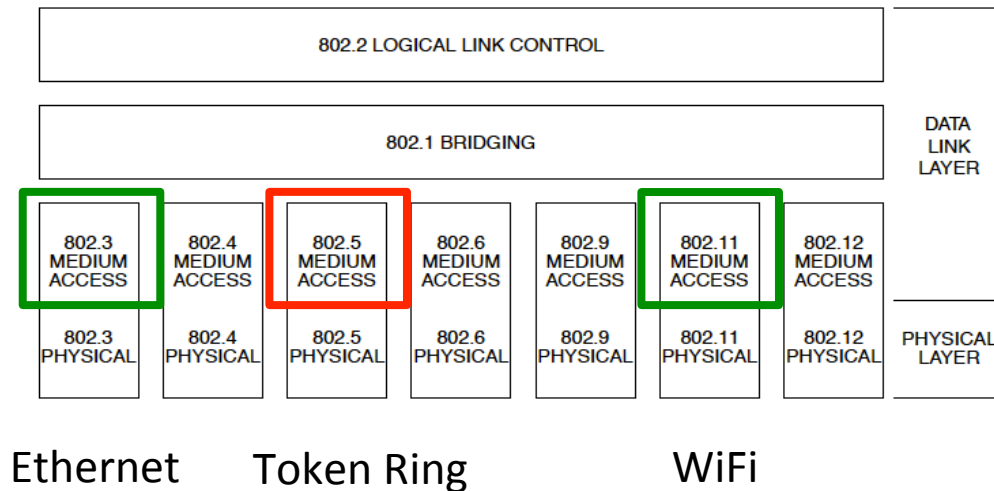 802.2 LOGICAL LINK CONTROL
802.1 BRIDGING
DATA
LINK
LAYER
802.3
MEDIUM
ACCESS
802.4
MEDIUM
ACCESS
802.5
MEDIUM
ACCESS
802.6
MEDIUM
ACCESS
802.9
MEDIUM
ACCESS
802.11
MEDIUM
ACCESS
802.12
MEDIUM
ACCESS
802.3
PHYSICAL
802.4
PHYSICAL
802.5
PHYSICAL
802.6
PHYSICAL
802.9
PHYSICAL
802.11
PHYSICAL
802.12
PHYSICAL
PHYSICAL
LAYER
Ethernet
Token Ring
WiFi